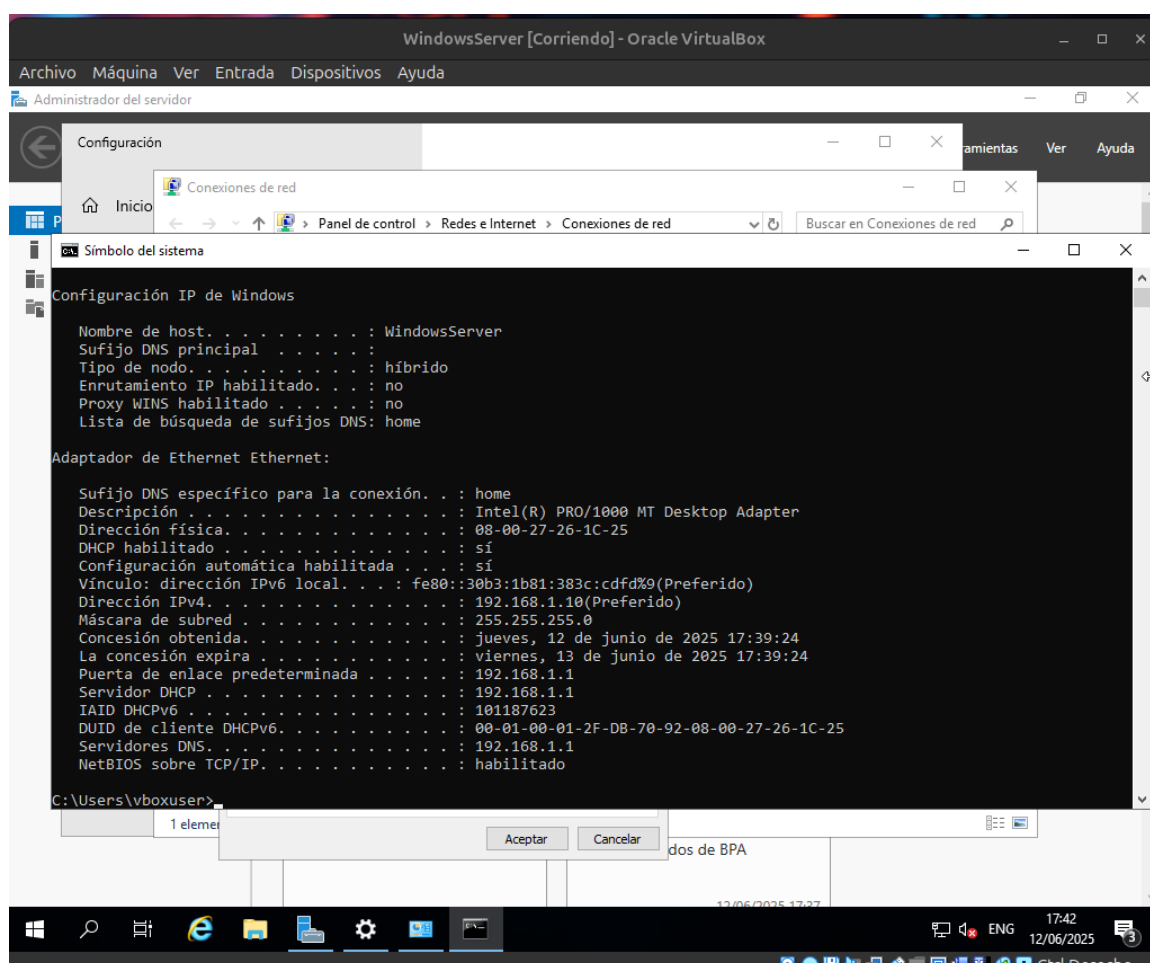 WindowsServer [Corriendo] - Oracle VirtualBox
Archivo Máquina Ver Entrada Dispositivos Ayuda
Administrador del servidor
Configuración
Ver Ayuda
Conexiones de red
Inicio
Panel de control › Redes e Internet › Conexiones de red
Buscar en Conexiones de red
Símbolo del sistema
Configuración IP de Windows
Nombre de host. . . . . . . . . : WindowsServer
Sufijo DNS principal . . . . . :
Tipo de nodo. . . . . . . . . . : híbrido
Enrutamiento IP habilitado. . . : no
Proxy WINS habilitado . . . . . : no
Lista de búsqueda de sufijos DNS: home
Adaptador de Ethernet Ethernet:
Sufijo DNS específico para la conexión. . : home
Descripción . . . . . . . . . . . . . . . : Intel(R) PRO/1000 MT Desktop Adapter
Dirección física. . . . . . . . . . . . . : 08-00-27-26-1C-25
DHCP habilitado . . . . . . . . . . . . . : sí
Configuración automática habilitada . . . : sí
Vínculo: dirección IPv6 local. . . : fe80::30b3:1b81:383c:cdfd%9(Preferido)
Dirección IPv4. . . . . . . . . . . . . . : 192.168.1.10(Preferido)
Máscara de subred . . . . . . . . . . . . : 255.255.255.0
Concesión obtenida. . . . . . . . . . . . : jueves, 12 de junio de 2025 17:39:24
La concesión expira . . . . . . . . . . . : viernes, 13 de junio de 2025 17:39:24
Puerta de enlace predeterminada . . . . . : 192.168.1.1
Servidor DHCP . . . . . . . . . . . . . . : 192.168.1.1
IAID DHCPv6 . . . . . . . . . . . . . . . : 101187623
DUID de cliente DHCPv6. . . . . . . . . . : 00-01-00-01-2F-DB-70-92-08-00-27-26-1C-25
Servidores DNS. . . . . . . . . . . . . . : 192.168.1.1
NetBIOS sobre TCP/IP. . . . . . . . . . . : habilitado
C:\Users\vboxuser>
Aceptar Cancelar
de BPA
12/06/2025 17:37
ENG
17:42
12/06/2025
3